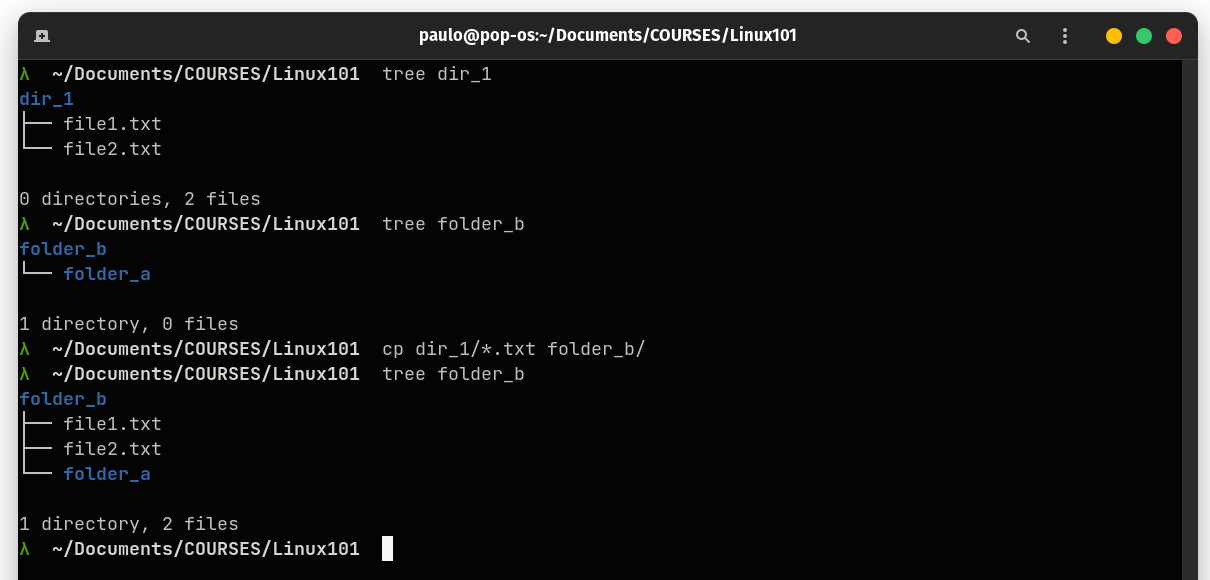 paulo@pop-os:~/Documents/COURSES/Linux101
λ  ~/Documents/COURSES/Linux101  tree dir_1
dir_1
├── file1.txt
└── file2.txt
0 directories, 2 files
λ  ~/Documents/COURSES/Linux101  tree folder_b
folder_b
└── folder_a
1 directory, 0 files
λ  ~/Documents/COURSES/Linux101  cp dir_1/*.txt folder_b/
λ  ~/Documents/COURSES/Linux101  tree folder_b
folder_b
├── file1.txt
├── file2.txt
└── folder_a
1 directory, 2 files
λ  ~/Documents/COURSES/Linux101